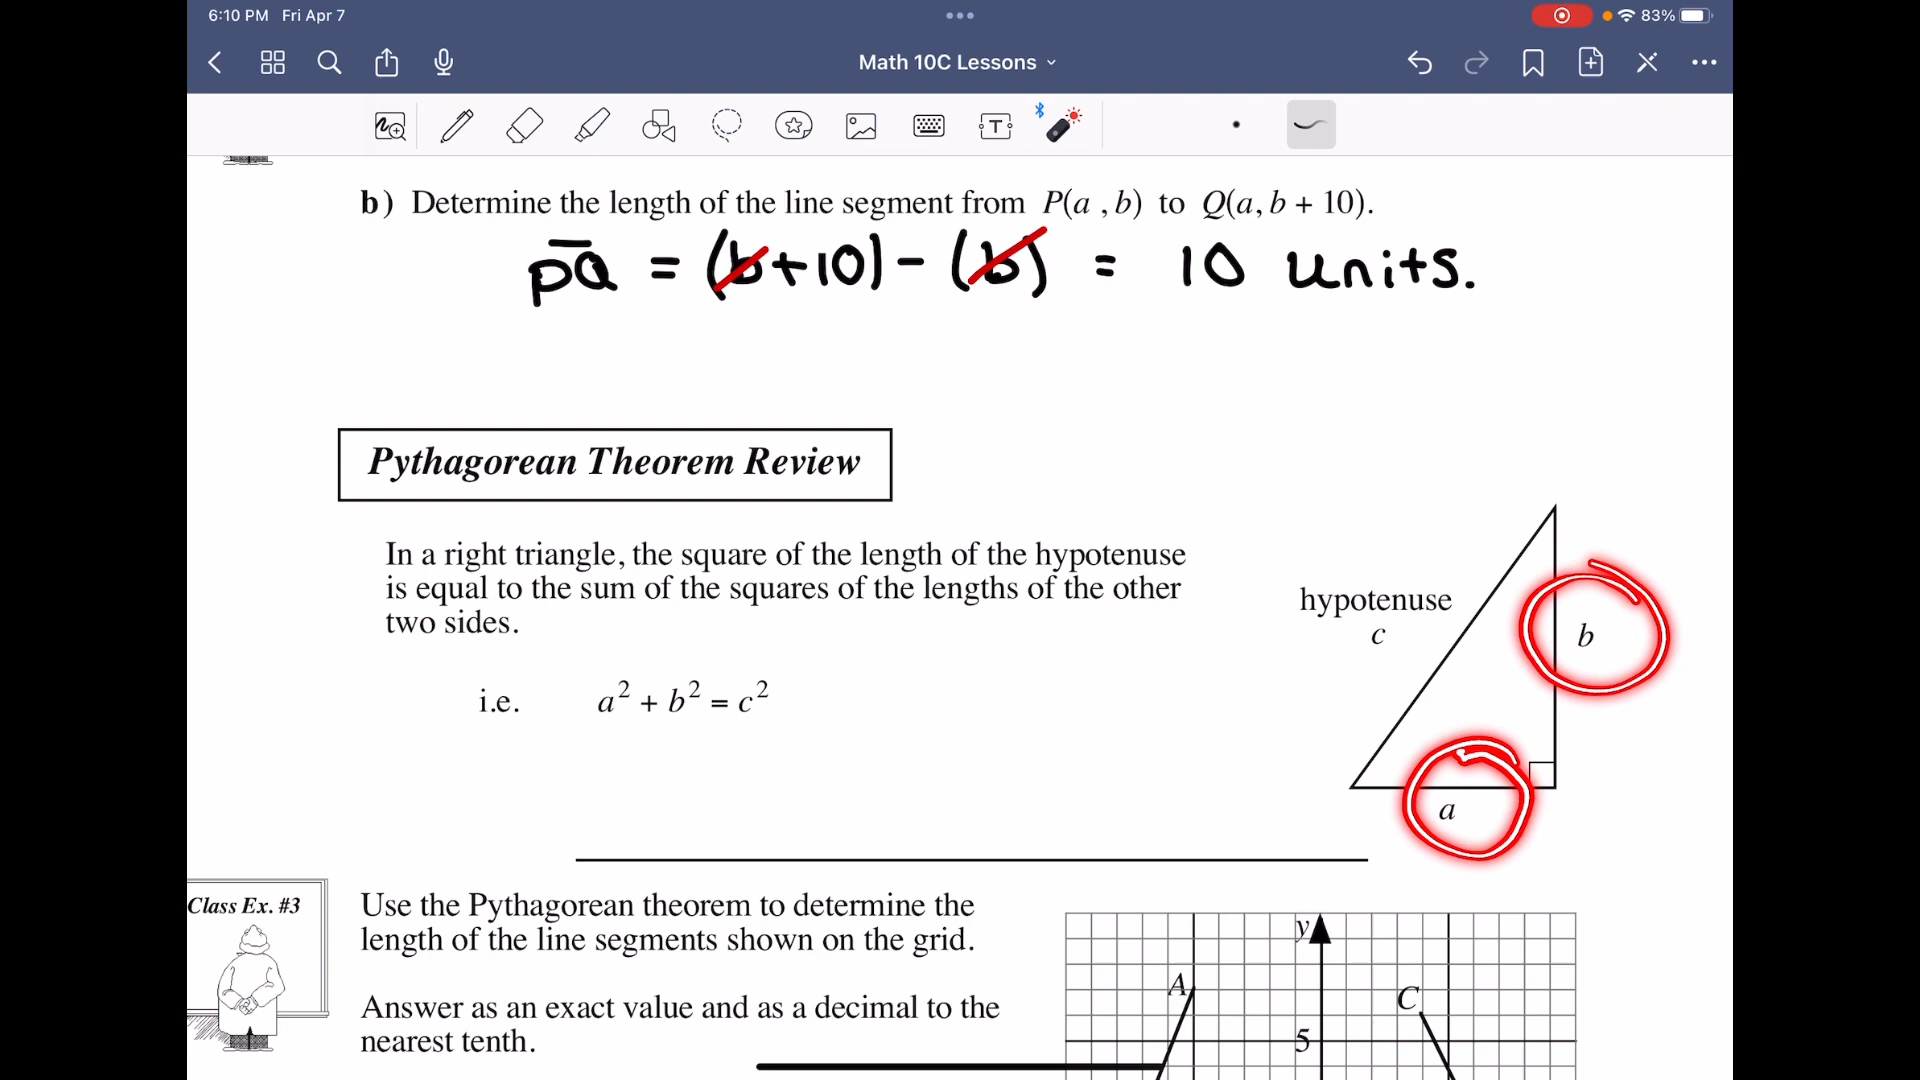 6:10 PM Fri Apr 7
83%
Math 10C Lessons
b) Determine the length of the line segment from P(a , b) to Q(a, b + 10).
PQ = (b+10) - (b) = 10 units.
Pythagorean Theorem Review
In a right triangle, the square of the length of the hypotenuse
is equal to the sum of the squares of the lengths of the other
two sides.
i.e. a² + b² = c²
hypotenuse
c
b
a
Class Ex. #3
Use the Pythagorean theorem to determine the
length of the line segments shown on the grid.
Answer as an exact value and as a decimal to the
nearest tenth.
y
A
C
5